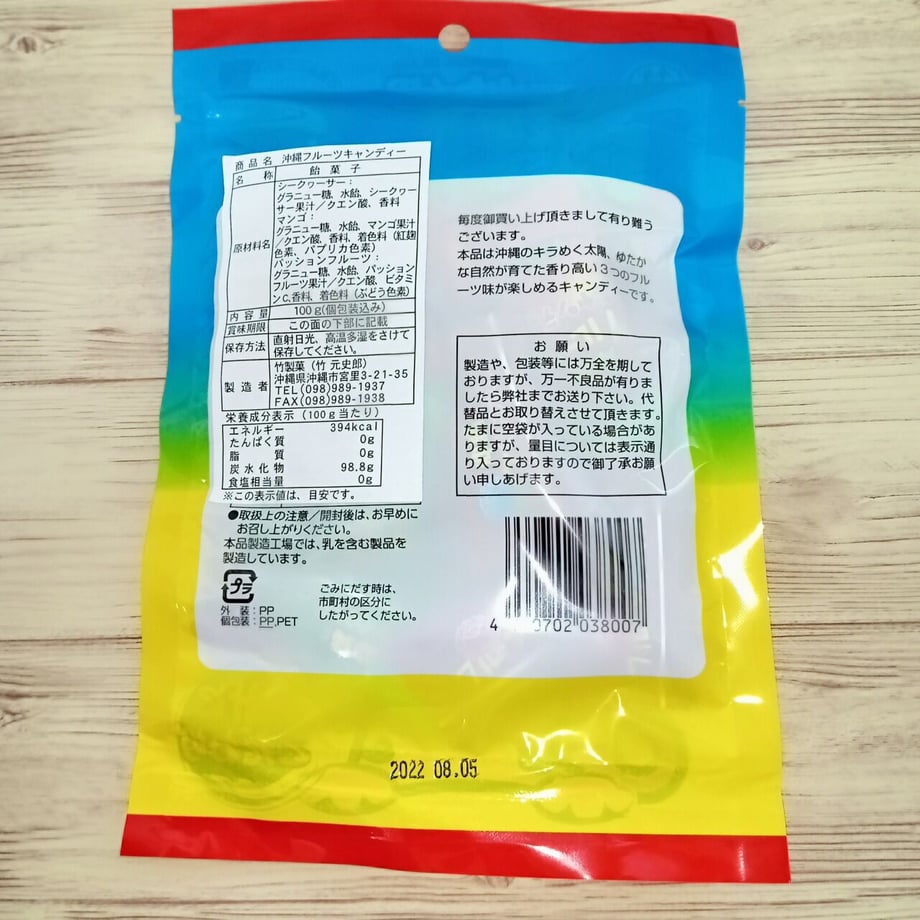 商品名 沖縄フルーツキャンディー
名称 飴菓子
原材料名
シークヮーサー：
グラニュー糖、水飴、シークヮー
サー果汁／クエン酸、香料
マンゴ：
グラニュー糖、水飴、マンゴ果汁
／クエン酸、香料、着色料（紅麹
色素、パプリカ色素）
パッションフルーツ：
グラニュー糖、水飴、パッション
フルーツ果汁／クエン酸、ビタミ
ンC、香料、着色料（ぶどう色素）
内容量 100g（個包装込み）
賞味期限 この面の下部に記載
保存方法 直射日光、高温多湿をさけて
保存してください。
製造者
竹製菓（竹 元史郎）
沖縄県沖縄市宮里3-21-35
TEL(098)989-1937
FAX(098)989-1938
栄養成分表示（100g当たり）
エネルギー 394kcal
たんぱく質 0g
脂質 0g
炭水化物 98.8g
食塩相当量 0g
※この表示値は、目安です。
●取扱上の注意／開封後は、お早めに
お召し上がりください。
本品製造工場では、乳を含む製品を
製造しています。
プラ
外装：PP
個包装：PP,PET
ごみにだす時は、
市町村の区分に
したがってください。
毎度御買い上げ頂きまして有り難う
ございます。
本品は沖縄のキラめく太陽、ゆたか
な自然が育てた香り高い3つのフル
ーツ味が楽しめるキャンディーです。
お願い
製造や、包装等には万全を期して
おりますが、万一不良品が有りま
したら弊社までお送り下さい。代
替品とお取り替えさせて頂きます。
たまに空袋が入っている場合があ
りますが、量目については表示通
り入っておりますので御了承お願
い申しあげます。
4 9702 038007
2022 08.05